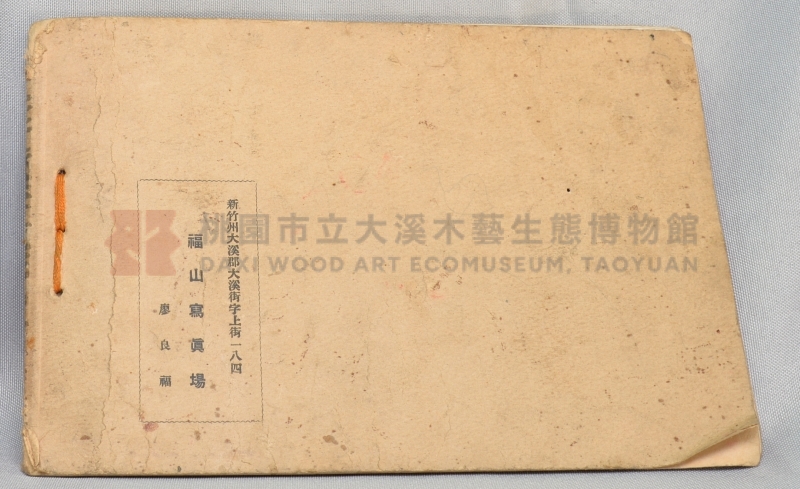 新竹州大溪郡大溪街字上街一八四
福山寫眞場
廖良福
桃園市立大溪木藝生態博物館
DAXI WOOD ART ECOMUSEUM, TAOYUAN